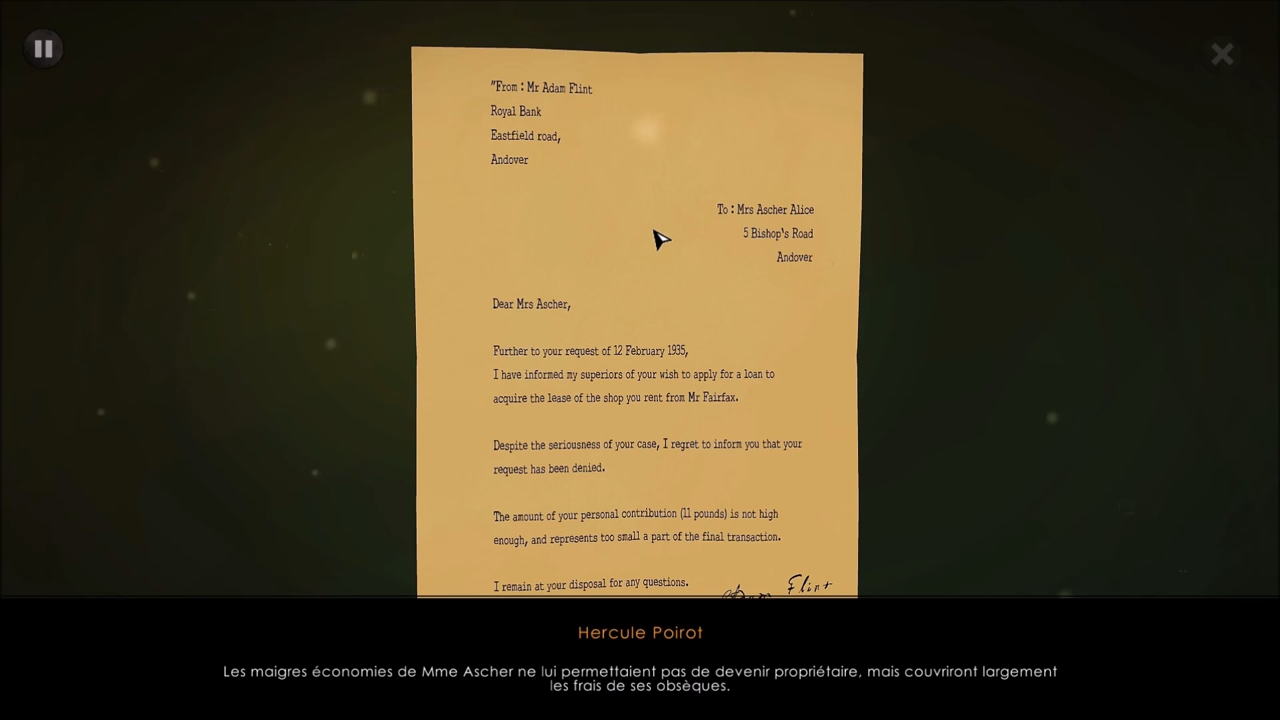 "From : Mr Adam Flint
Royal Bank
Eastfield road,
Andover
To : Mrs Ascher Alice
5 Bishop's Road
Andover
Dear Mrs Ascher,
Further to your request of 12 February 1935,
I have informed my superiors of your wish to apply for a loan to
acquire the lease of the shop you rent from Mr Fairfax.
Despite the seriousness of your case, I regret to inform you that your
request has been denied.
The amount of your personal contribution (11 pounds) is not high
enough, and represents too small a part of the final transaction.
I remain at your disposal for any questions.
Flint
Hercule Poirot
Les maigres économies de Mme Ascher ne lui permettaient pas de devenir propriétaire, mais couvriront largement
les frais de ses obsèques.